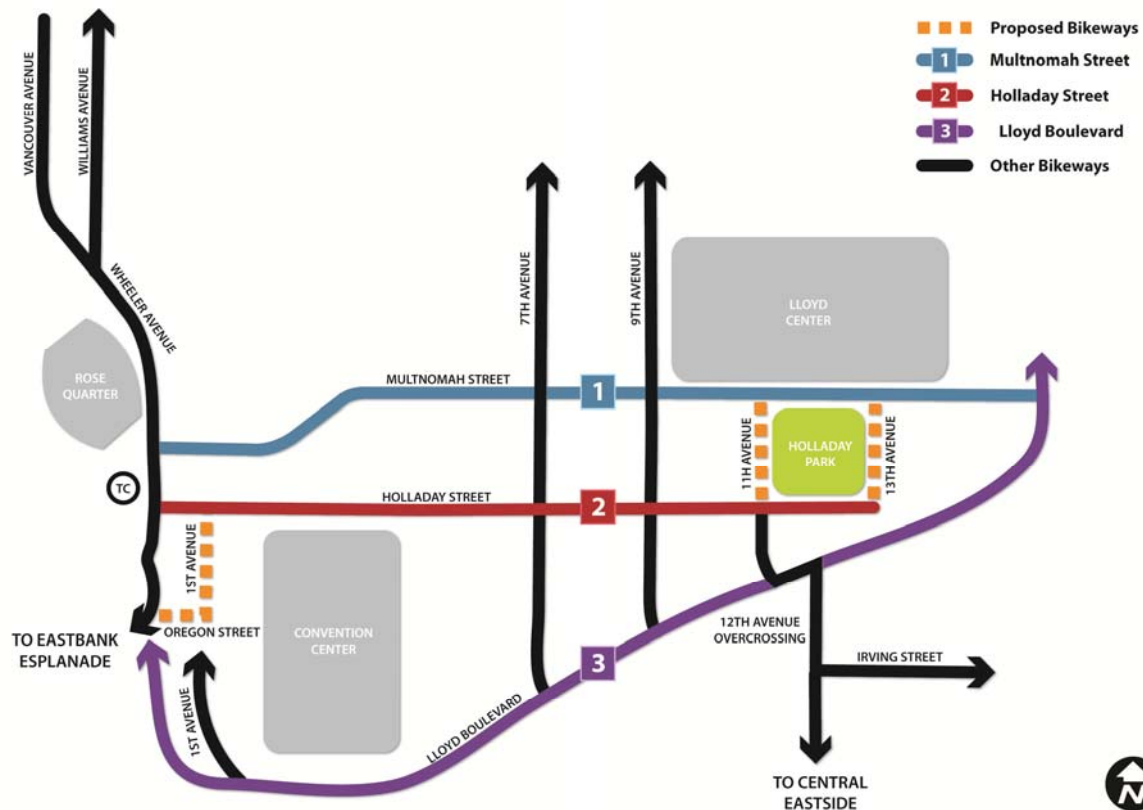 Proposed Bikeways
1 Multnomah Street
2 Holladay Street
3 Lloyd Boulevard
Other Bikeways
VANCOUVER AVENUE
WILLIAMS AVENUE
WHEELER AVENUE
7TH AVENUE
9TH AVENUE
LLOYD
CENTER
ROSE
QUARTER
MULTNOMAH STREET
1
11H AVENUE
HOLLADAY
PARK
13TH AVENUE
TC
HOLLADAY STREET
2
1ST AVENUE
OREGON STREET
CONVENTION
CENTER
TO EASTBANK
ESPLANADE
12TH AVENUE
OVERCROSSING
3
IRVING STREET
1ST AVENUE
LLOYD BOULEVARD
TO CENTRAL
EASTSIDE
N